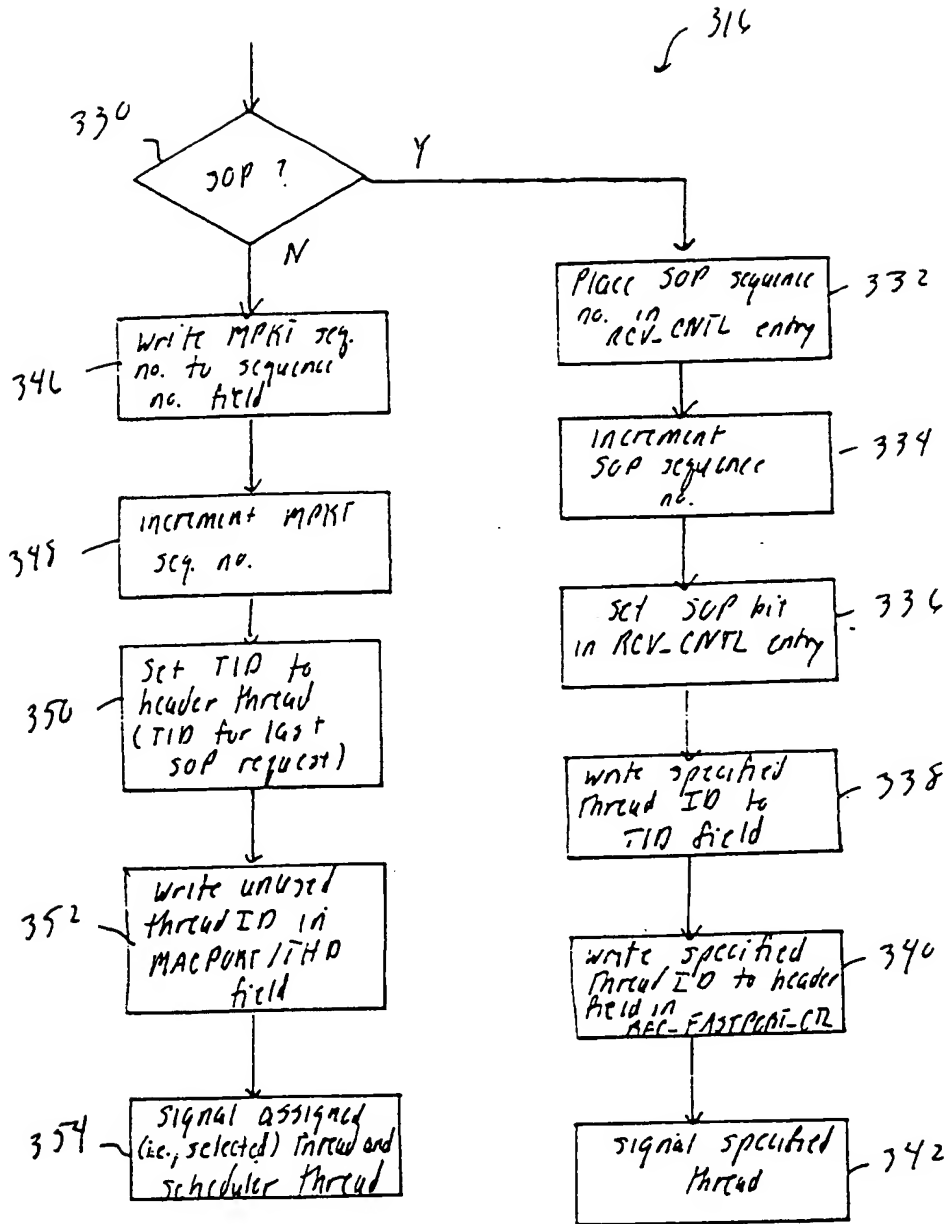 316
330
SOP ?
Y
N
Place SOP sequence
no. in
RCV_CNTL entry
332
Write MPKT seq.
no. to sequence
no. field
346
increment
SOP sequence
no.
334
increment MPKT
seq. no.
348
Set SOP bit
in RCV_CNTL entry
336
Set TID to
header thread
(TID for last
SOP request)
350
write specified
thread ID to
TID field
338
Write unused
thread ID in
MACPORT/THD
field
352
write specified
thread ID to header
field in
REC_FASTPORT_CTL
340
signal assigned
(i.e., selected) thread and
scheduler thread
354
signal specified
thread
342